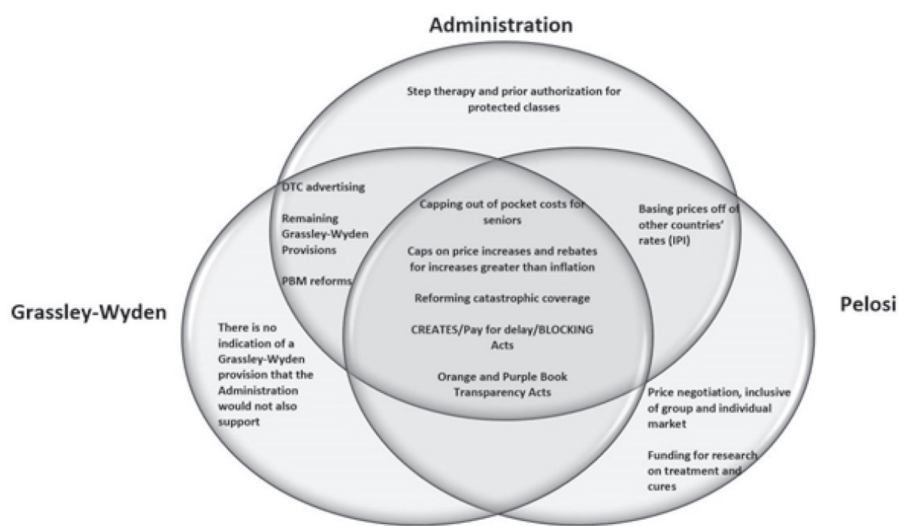 Administration
Step therapy and prior authorization for
protected classes
DTC advertising
Remaining
Grassley-Wyden
Provisions
PBM reforms
Capping out of pocket costs for
seniors
Caps on price increases and rebates
for increases greater than inflation
Reforming catastrophic coverage
CREATES/Pay for delay/BLOCKING
Acts
Orange and Purple Book
Transparency Acts
Basing prices off of
other countries'
rates (IPI)
Grassley-Wyden
There is no
indication of a
Grassley-Wyden
provision that the
Administration
would not also
support
Pelosi
Price negotiation, inclusive
of group and individual
market
Funding for research
on treatment and
cures